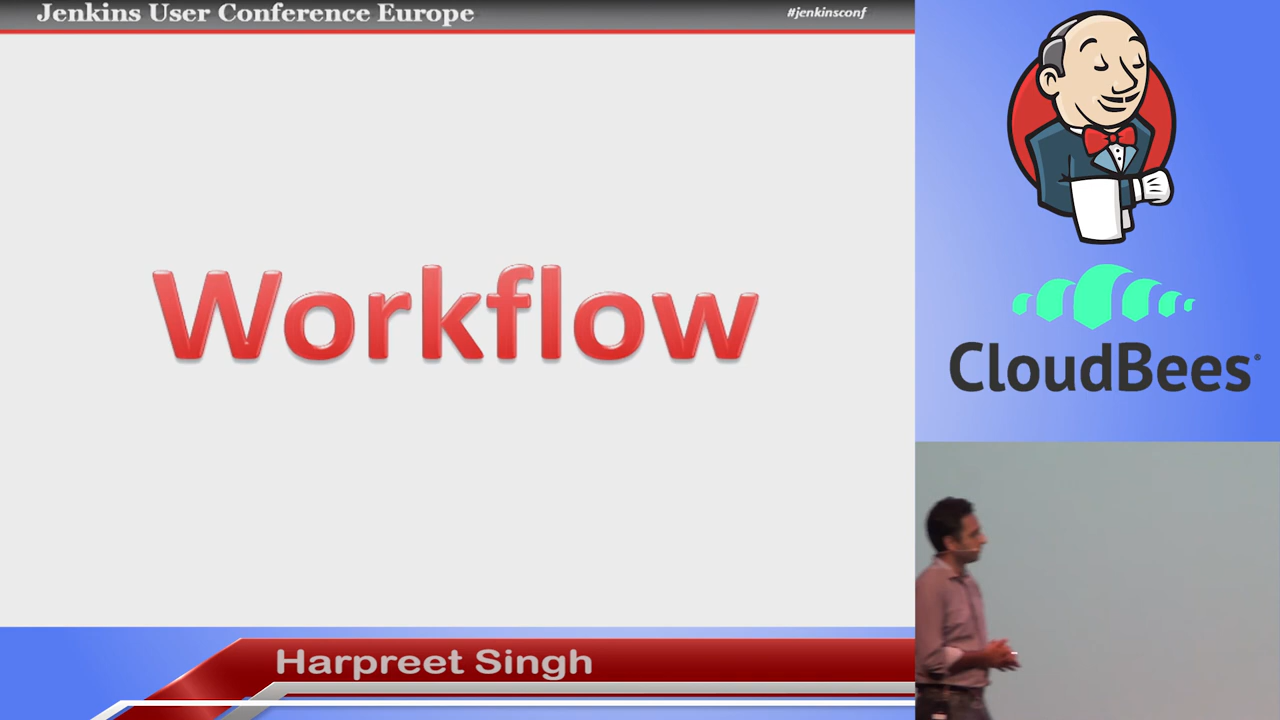 Jenkins User Conference Europe
#jenkinsconf
Workflow
CloudBees®
Harpreet Singh